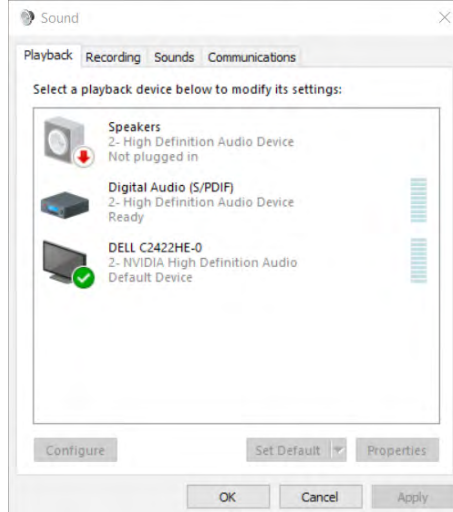 Sound
Playback Recording Sounds Communications
Select a playback device below to modify its settings:
Speakers
2- High Definition Audio Device
Not plugged in
Digital Audio (S/PDIF)
2- High Definition Audio Device
Ready
DELL C2422HE-0
2- NVIDIA High Definition Audio
Default Device
Configure Set Default Properties
OK Cancel Apply